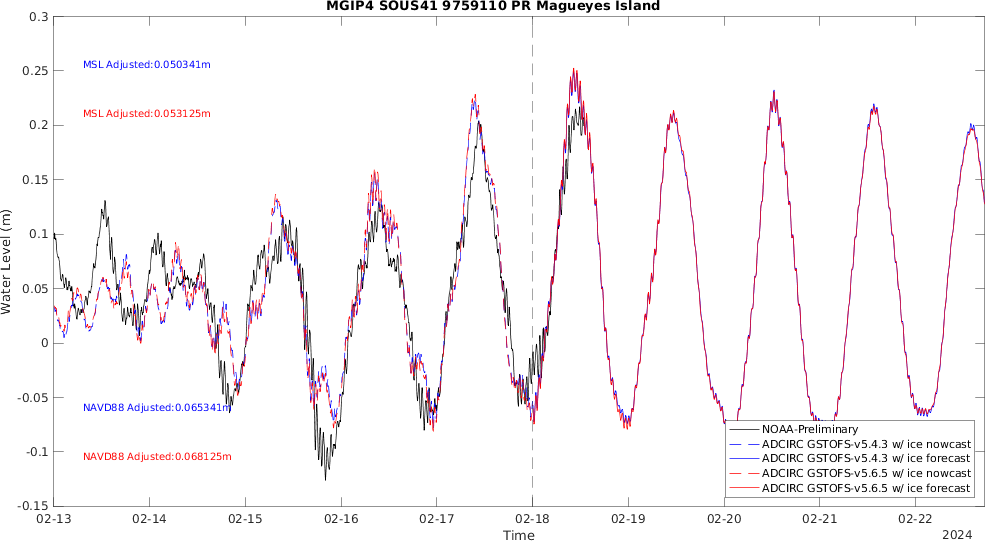 MGIP4 SOUS41 9759110 PR Magueyes Island
0.3
0.25
0.2
0.15
0.1
0.05
0
-0.05
-0.1
-0.15
Water Level (m)
MSL Adjusted:0.050341m
MSL Adjusted:0.053125m
NAVD88 Adjusted:0.065341m
NAVD88 Adjusted:0.068125m
NOAA-Preliminary
ADCIRC GSTOFS-v5.4.3 w/ ice nowcast
ADCIRC GSTOFS-v5.4.3 w/ ice forecast
ADCIRC GSTOFS-v5.6.5 w/ ice nowcast
ADCIRC GSTOFS-v5.6.5 w/ ice forecast
02-13 02-14 02-15 02-16 02-17 02-18 02-19 02-20 02-21 02-22
Time
2024